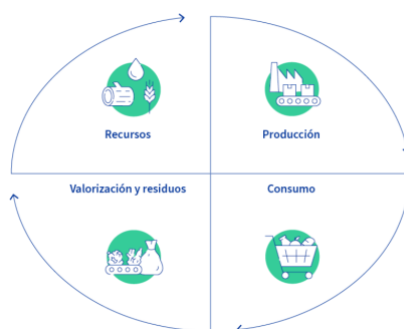 Recursos
Producción
Valorización y residuos
Consumo